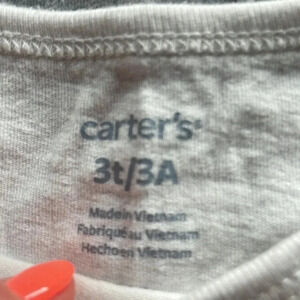 carter's®
3t/3A
Made in Vietnam
Fabriqué au Vietnam
Hecho en Vietnam